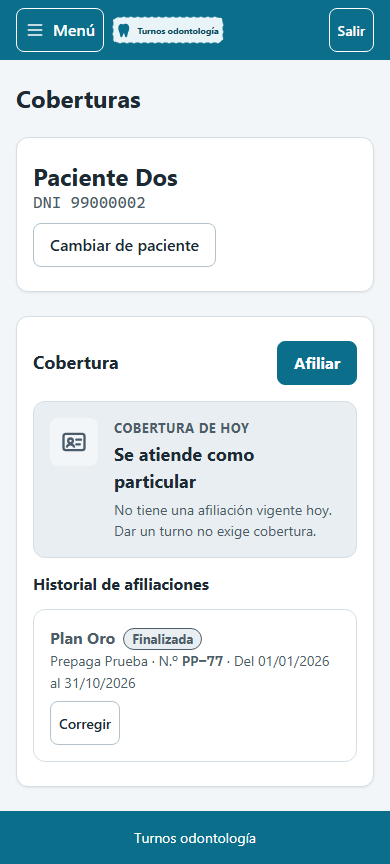 Menú
Turnos odontología
Salir
Coberturas
Paciente Dos
DNI 99000002
Cambiar de paciente
Cobertura
Afiliar
COBERTURA DE HOY
Se atiende como
particular
No tiene una afiliación vigente hoy.
Dar un turno no exige cobertura.
Historial de afiliaciones
Plan Oro Finalizada
Prepaga Prueba · N.º PP-77 · Del 01/01/2026
al 31/10/2026
Corregir
Turnos odontología